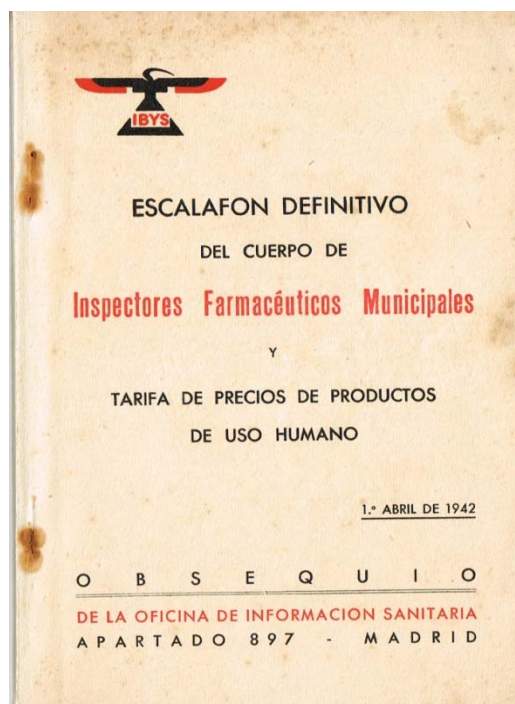 IBYS
ESCALAFON DEFINITIVO
DEL CUERPO DE
Inspectores Farmacéuticos Municipales
Y
TARIFA DE PRECIOS DE PRODUCTOS
DE USO HUMANO
1.º ABRIL DE 1942
OBSEQUIO
DE LA OFICINA DE INFORMACION SANITARIA
APARTADO 897 - MADRID